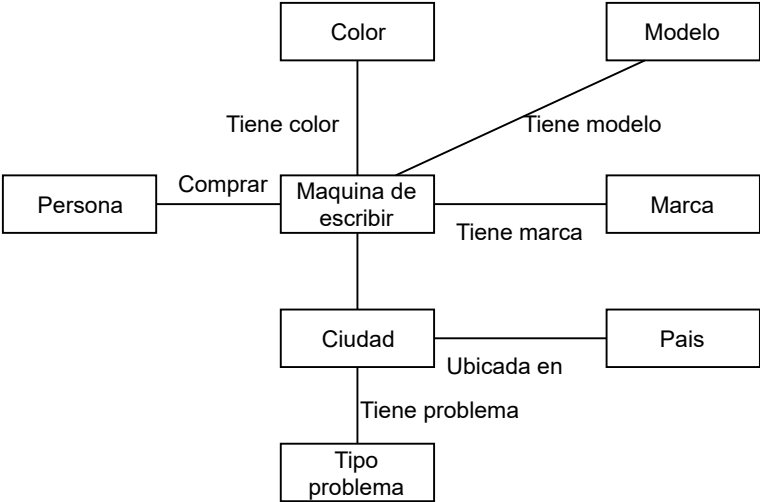 Color
Modelo
Tiene color
Tiene modelo
Persona
Comprar
Maquina de
escribir
Marca
Tiene marca
Ciudad
Pais
Ubicada en
Tiene problema
Tipo
problema